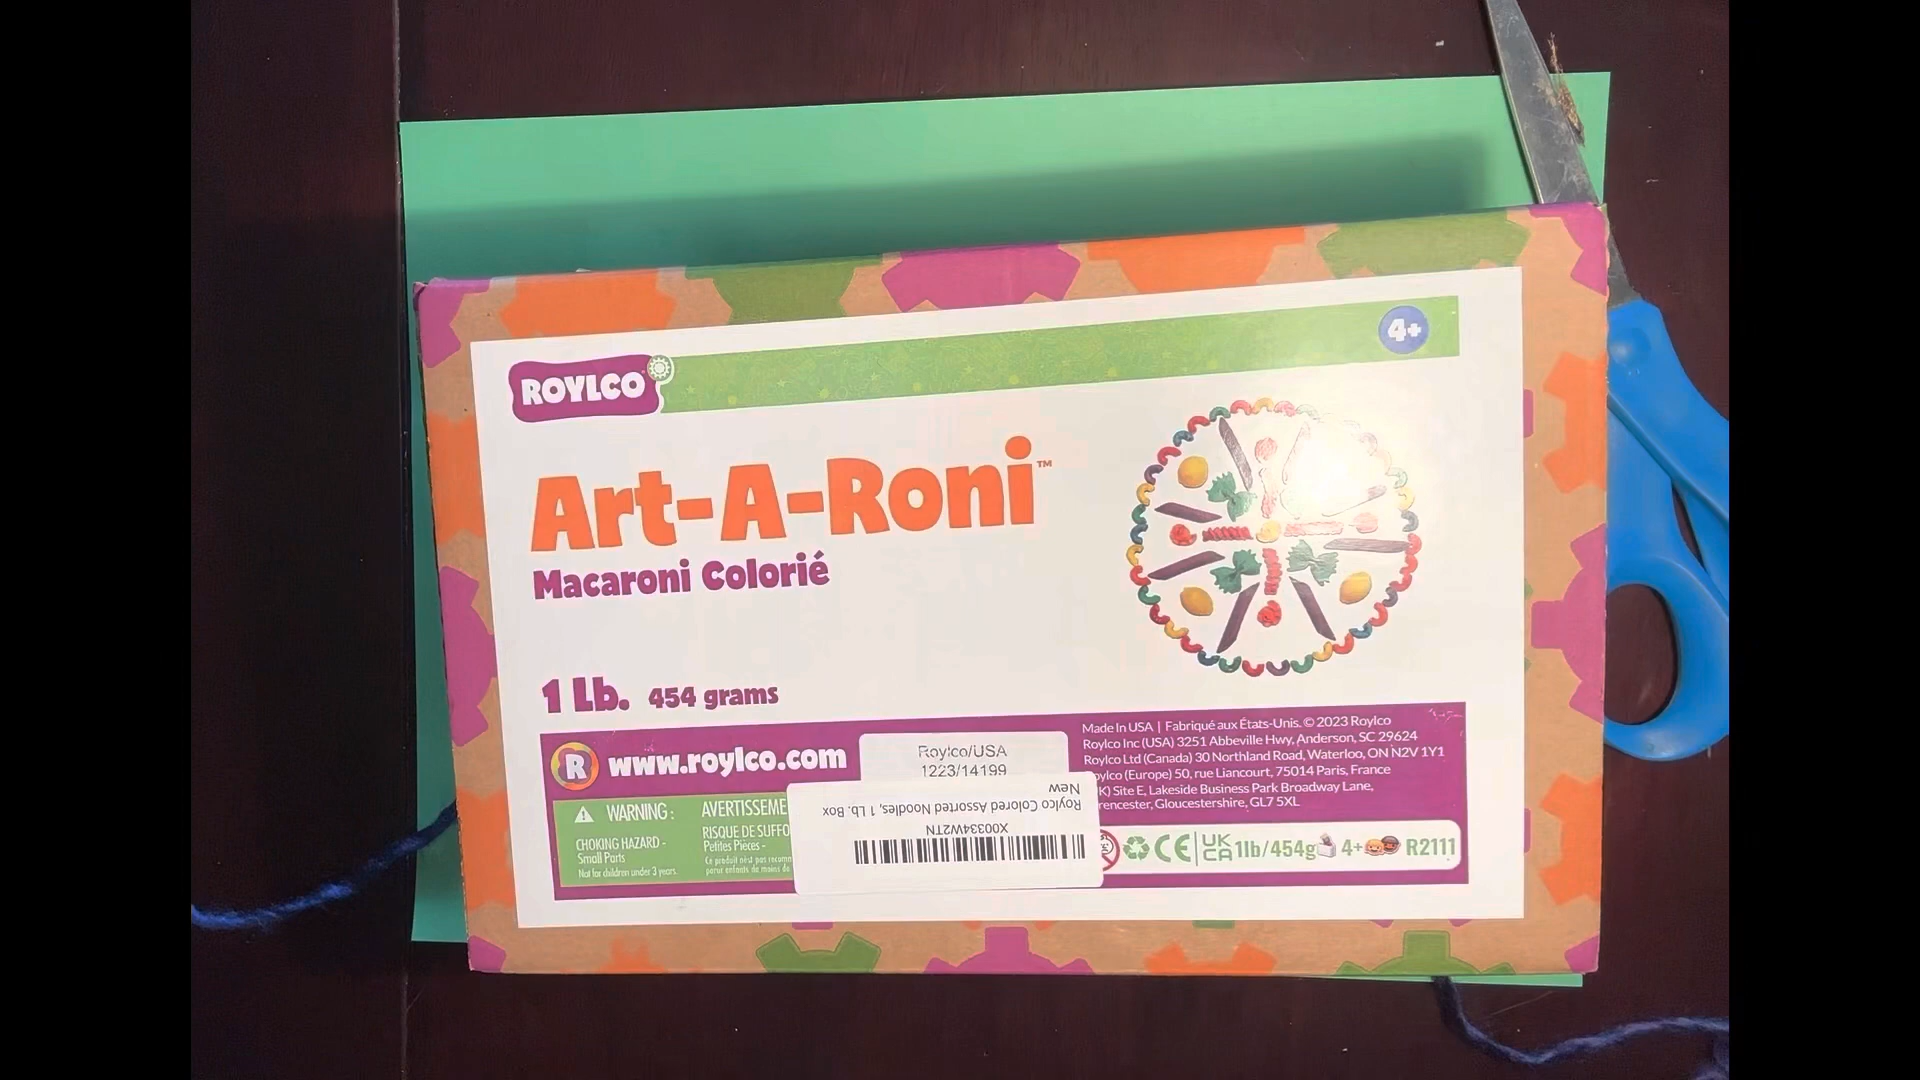 4+
ROYLCO
Art-A-Roni™
Macaroni Colorié
1 Lb. 454 grams
R www.roylco.com
Roylco/USA
1223/14199
Made In USA | Fabriqué aux États-Unis. © 2023 Roylco
Roylco Inc (USA) 3251 Abbeville Hwy, Anderson, SC 29624
Roylco Ltd (Canada) 30 Northland Road, Waterloo, ON N2V 1Y1
Roylco (Europe) 50, rue Liancourt, 75014 Paris, France
Site E, Lakeside Business Park Broadway Lane,
Gloucestershire, GL7 5XL
WARNING:
CHOKING HAZARD -
Small Parts
Not for children under 3 years.
RISQUE DE
Petites Pièces -
X00334W2TN
Roylco Colored Assorted Noodles, 1 Lb. Box
New
CE
UK
CA
1lb/454g
4+
R2111